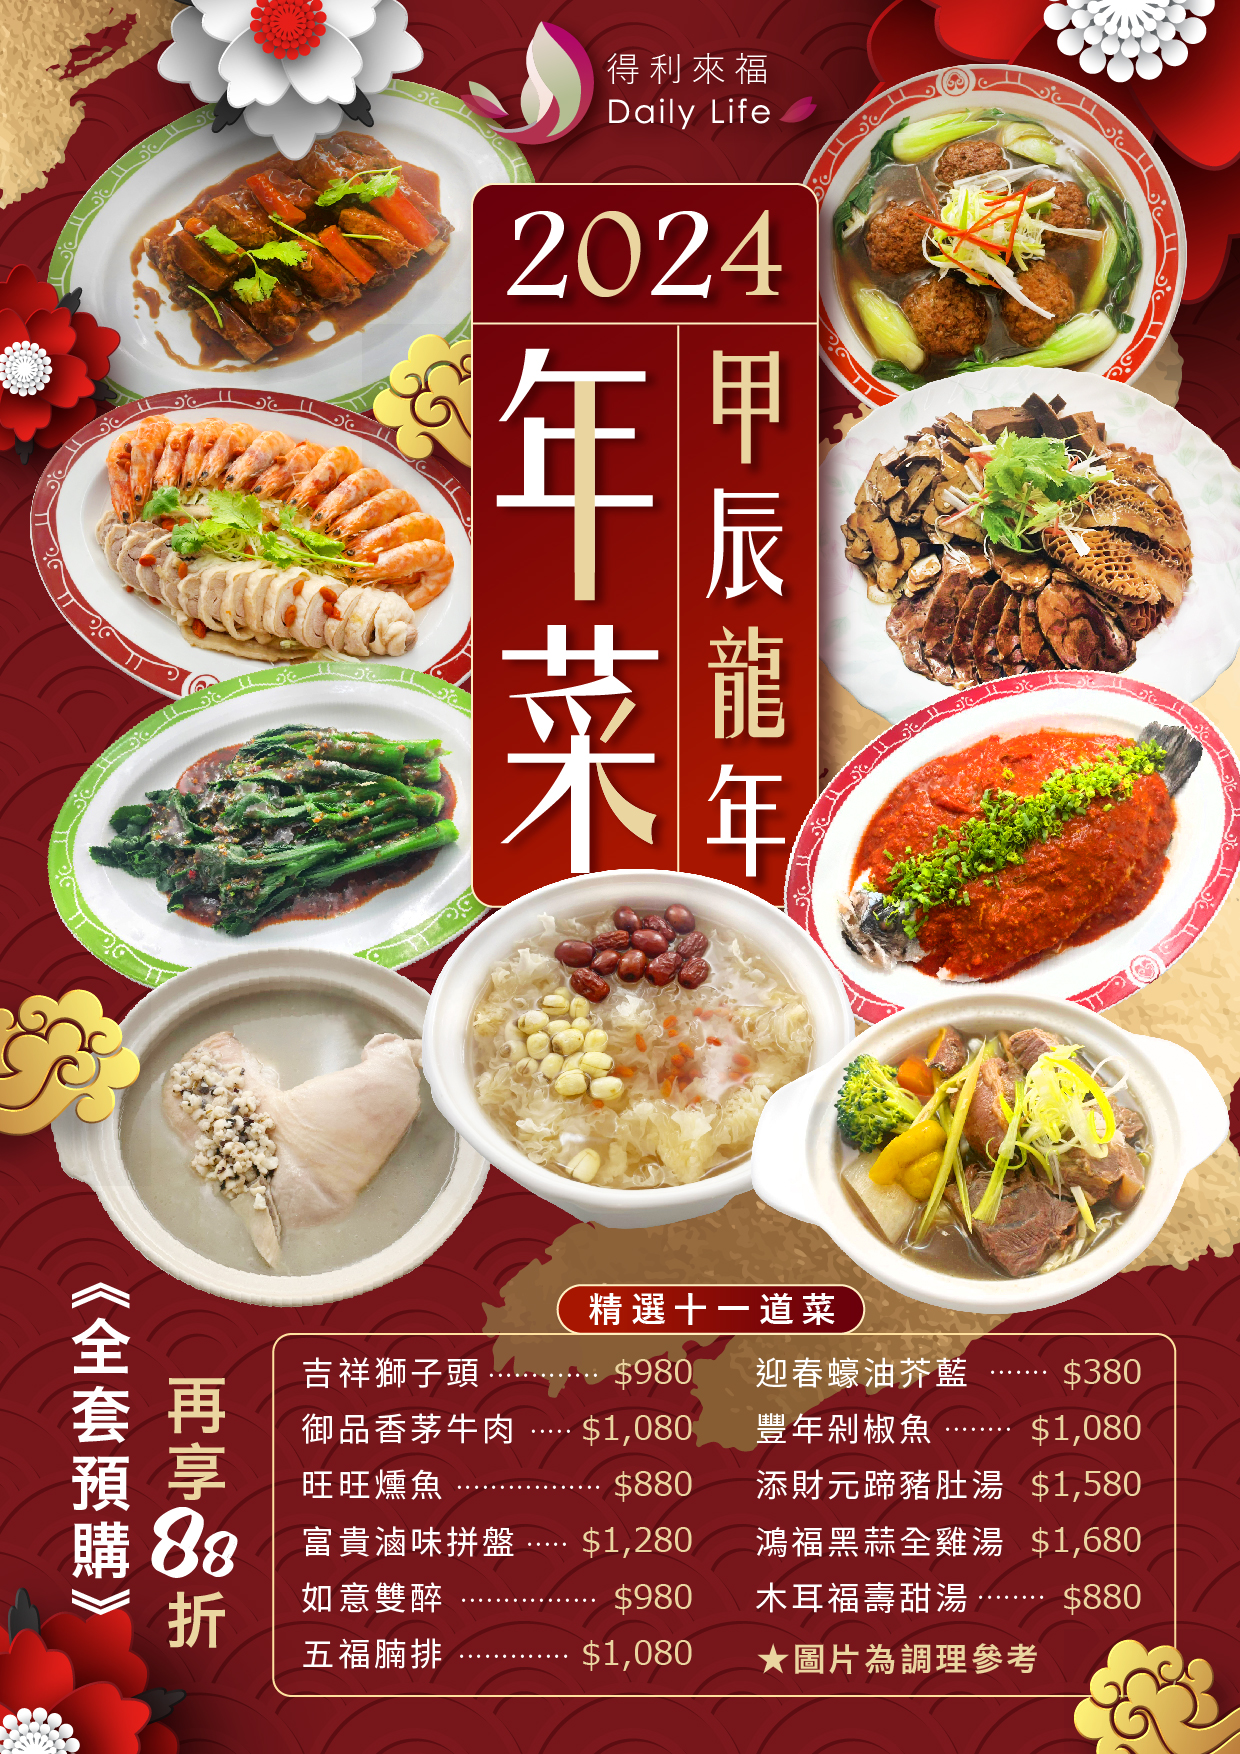 得利來福
Daily Life
2024
年菜
甲辰龍年
精選十一道菜
吉祥獅子頭 ············· $980
御品香茅牛肉 ····· $1,080
旺旺燻魚 ················· $880
富貴滷味拼盤 ····· $1,280
如意雙醉 ················ $980
五福腩排 ············· $1,080
迎春蠔油芥藍 ······· $380
豐年剁椒魚 ········ $1,080
添財元蹄豬肚湯 $1,580
鴻福黑蒜全雞湯 $1,680
木耳福壽甜湯 ········ $880
★圖片為調理參考
《全套預購》
再享88折